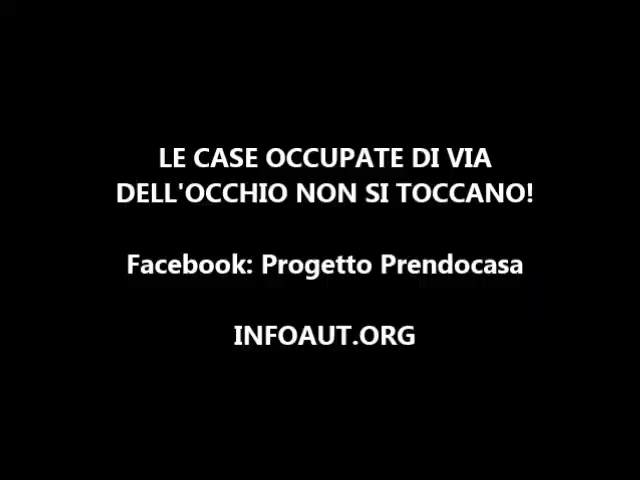 LE CASE OCCUPATE DI VIA
DELL'OCCHIO NON SI TOCCANO!
Facebook: Progetto Prendocasa
INFOAUT.ORG